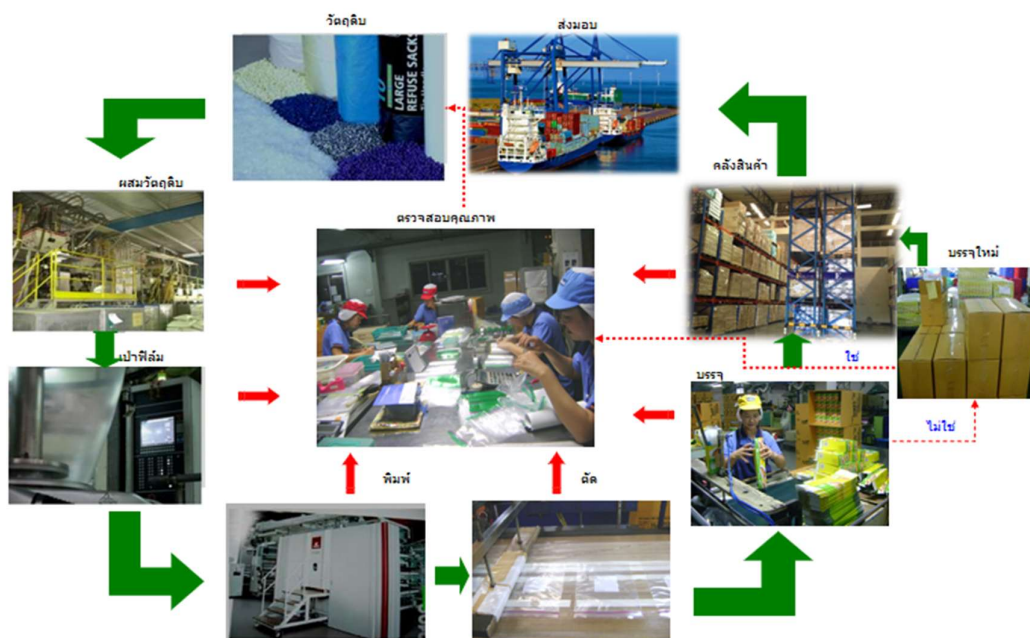 วัตถุดิบ
ส่งมอบ
LARGE
REFUSE SACKS
ผสมวัตถุดิบ
คลังสินค้า
ตรวจสอบคุณภาพ
บรรจุใหม่
เป่าฟิล์ม
ใช่
บรรจุ
ไม่ใช่
พิมพ์
ตัด